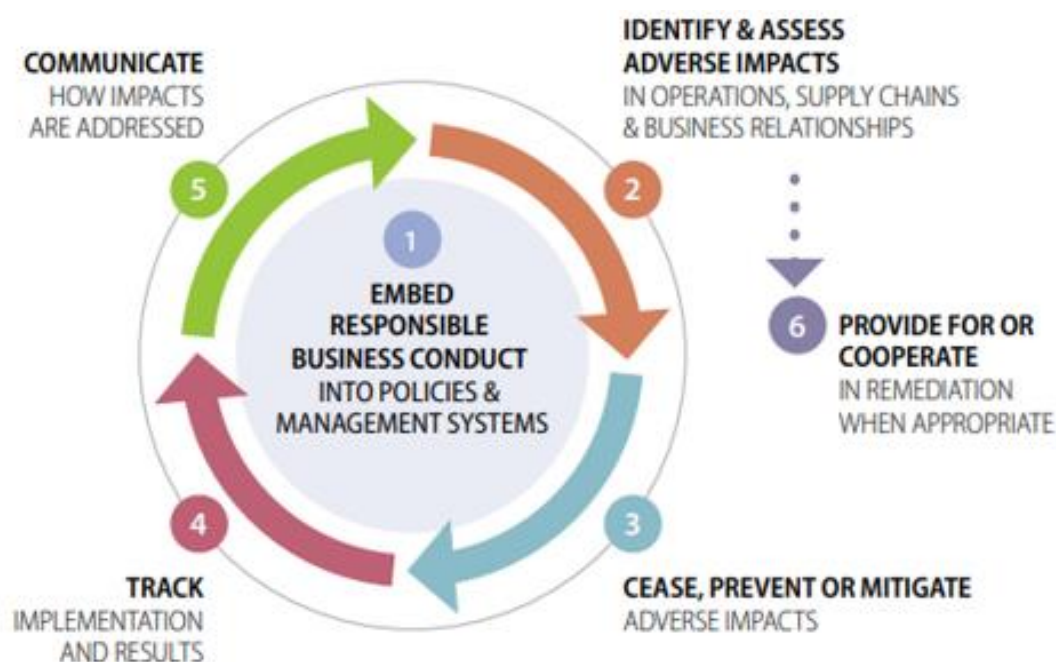 COMMUNICATE
HOW IMPACTS
ARE ADDRESSED
5
IDENTIFY & ASSESS
ADVERSE IMPACTS
IN OPERATIONS, SUPPLY CHAINS
& BUSINESS RELATIONSHIPS
2
1
EMBED
RESPONSIBLE
BUSINESS CONDUCT
INTO POLICIES &
MANAGEMENT SYSTEMS
6
PROVIDE FOR OR
COOPERATE
IN REMEDIATION
WHEN APPROPRIATE
4
TRACK
IMPLEMENTATION
AND RESULTS
3
CEASE, PREVENT OR MITIGATE
ADVERSE IMPACTS